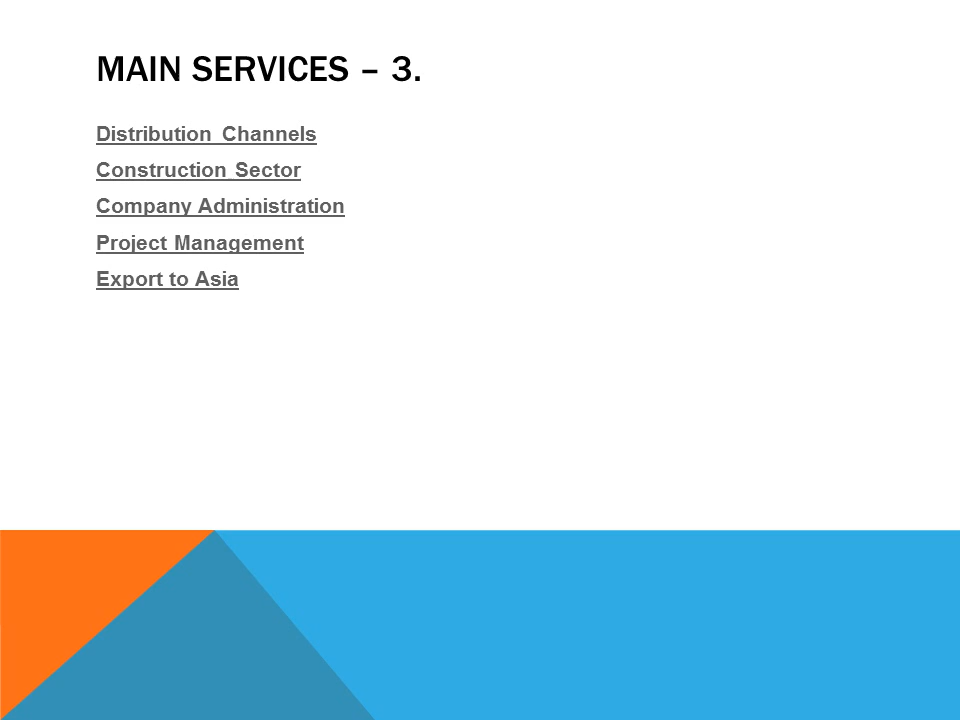 MAIN SERVICES – 3.
Distribution Channels
Construction Sector
Company Administration
Project Management
Export to Asia